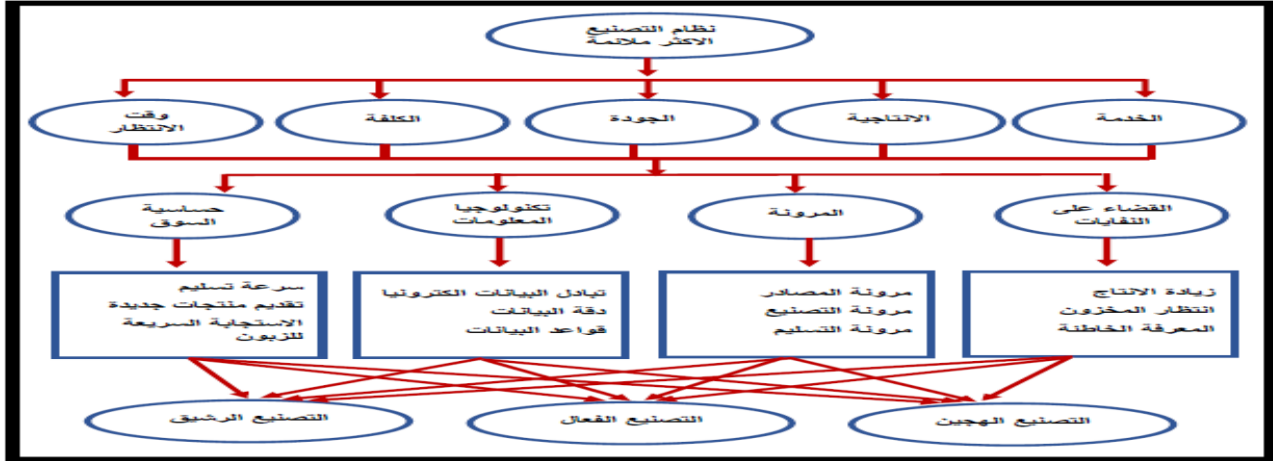 نظام التصنيع
الاكثر ملائمة
الخدمة
الانتاجية
الجودة
الكلفة
وقت
الانتظار
القضاء على
النفايات
المرونة
تكنولوجيا
المعلومات
حساسية
السوق
زيادة الانتاج
انتظار المخزون
المعرفة الخاطئة
مرونة المصادر
مرونة التصنيع
مرونة التسليم
تبادل البيانات الكترونيا
دقة البيانات
قواعد البيانات
سرعة تسليم
تقديم منتجات جديدة
الاستجابة السريعة
للزبون
التصنيع الهجين
التصنيع الفعال
التصنيع الرشيق